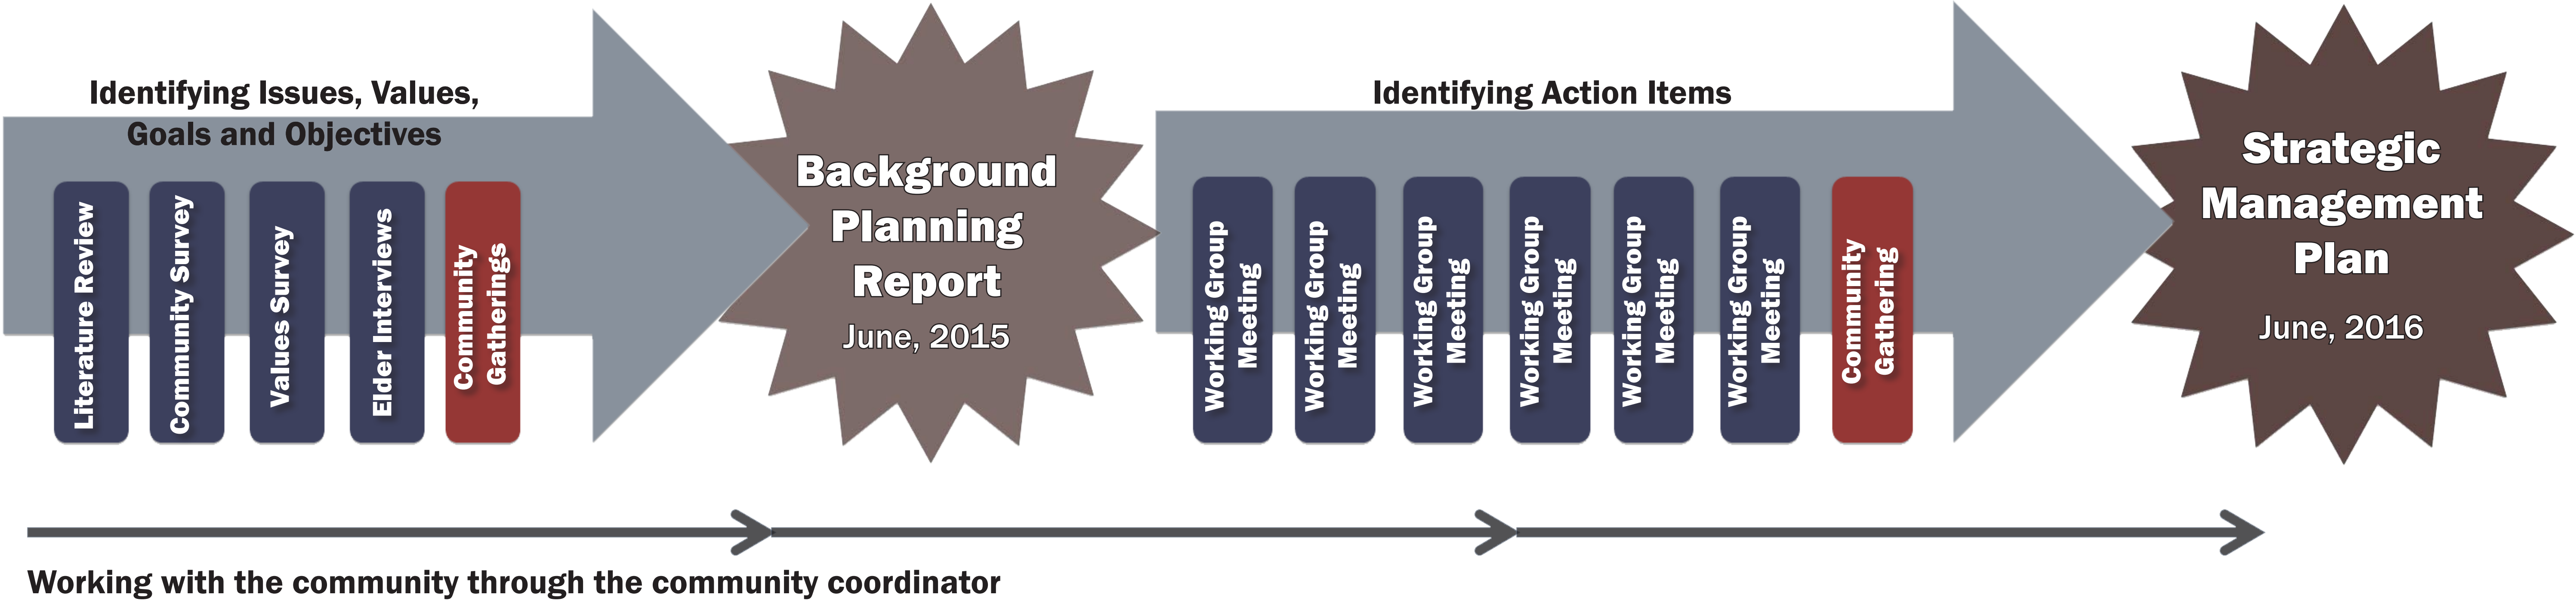 Identifying Issues, Values,
Goals and Objectives
Literature Review
Community Survey
Values Survey
Elder Interviews
Community
Gatherings
Background
Planning
Report
June, 2015
Identifying Action Items
Working Group
Meeting
Working Group
Meeting
Working Group
Meeting
Working Group
Meeting
Working Group
Meeting
Working Group
Meeting
Community
Gathering
Strategic
Management
Plan
June, 2016
Working with the community through the community coordinator